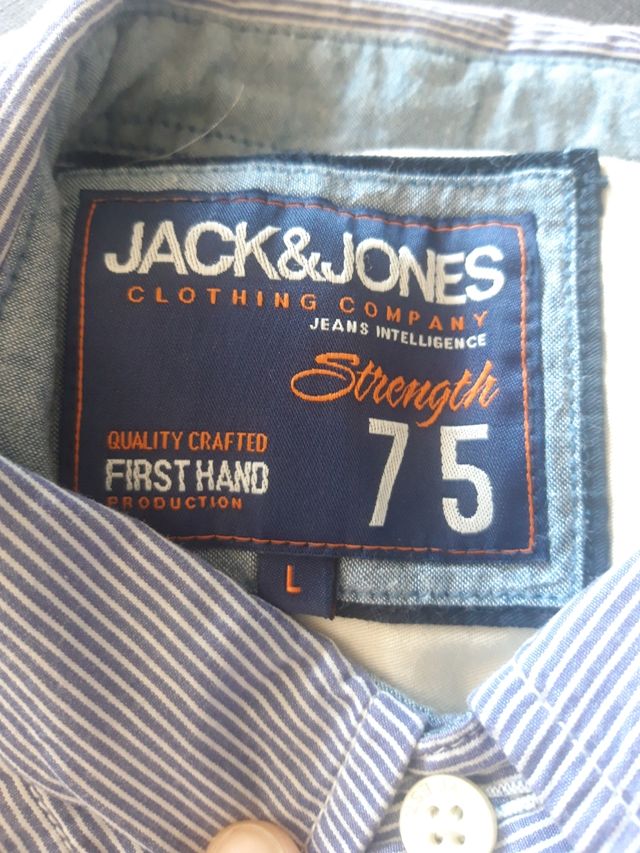 JACK&JONES
CLOTHING COMPANY
JEANS INTELLIGENCE
Strength
75
QUALITY CRAFTED
FIRST HAND
PRODUCTION
L